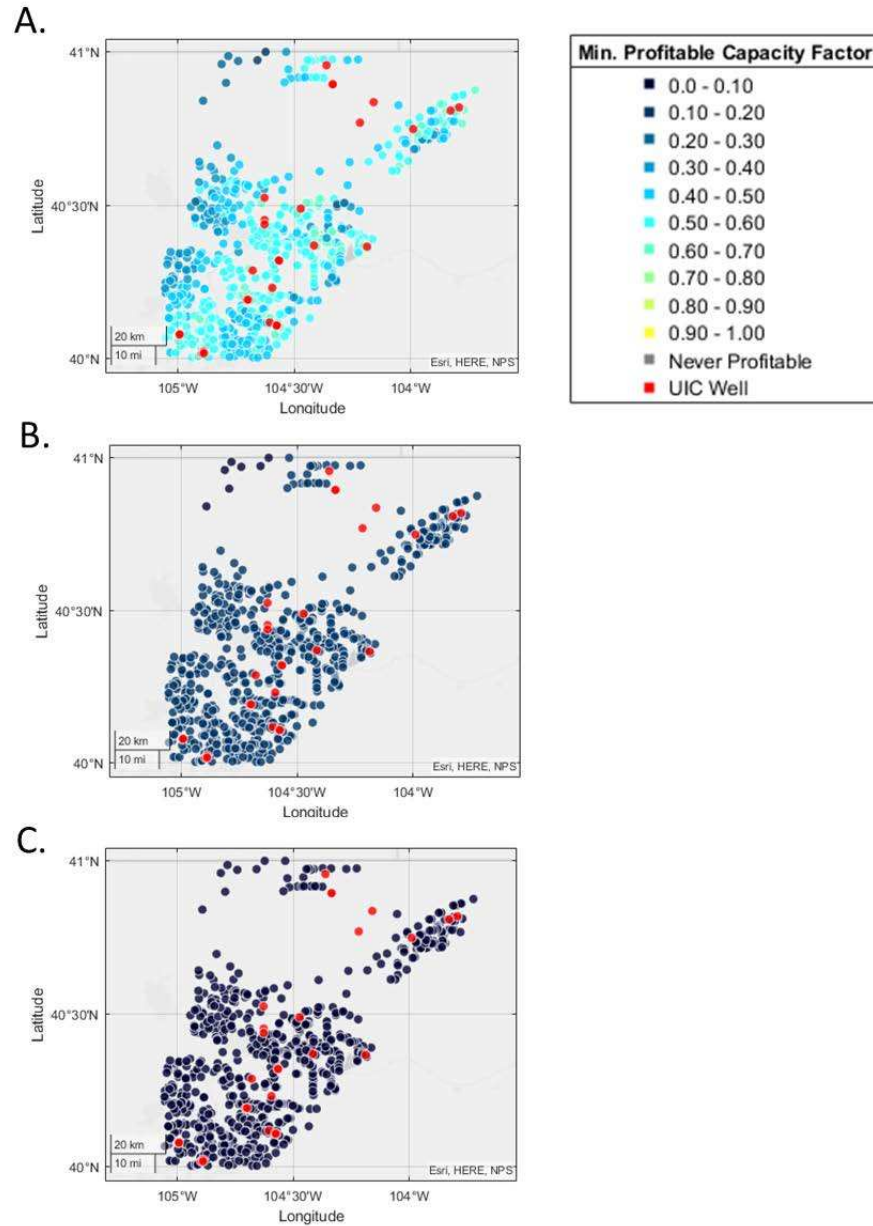 A.
41°N
40°30'N
40°N
Latitude
20 km
10 mi
Esri, HERE, NPS
105°W
104°30'W
104°W
Longitude
Min. Profitable Capacity Factor
0.0 - 0.10
0.10 - 0.20
0.20 - 0.30
0.30 - 0.40
0.40 - 0.50
0.50 - 0.60
0.60 - 0.70
0.70 - 0.80
0.80 - 0.90
0.90 - 1.00
Never Profitable
UIC Well
B.
41°N
40°30'N
40°N
Latitude
20 km
10 mi
Esri, HERE, NPS
105°W
104°30'W
104°W
Longitude
C.
41°N
40°30'N
40°N
Latitude
20 km
10 mi
Esri, HERE, NPS
105°W
104°30'W
104°W
Longitude